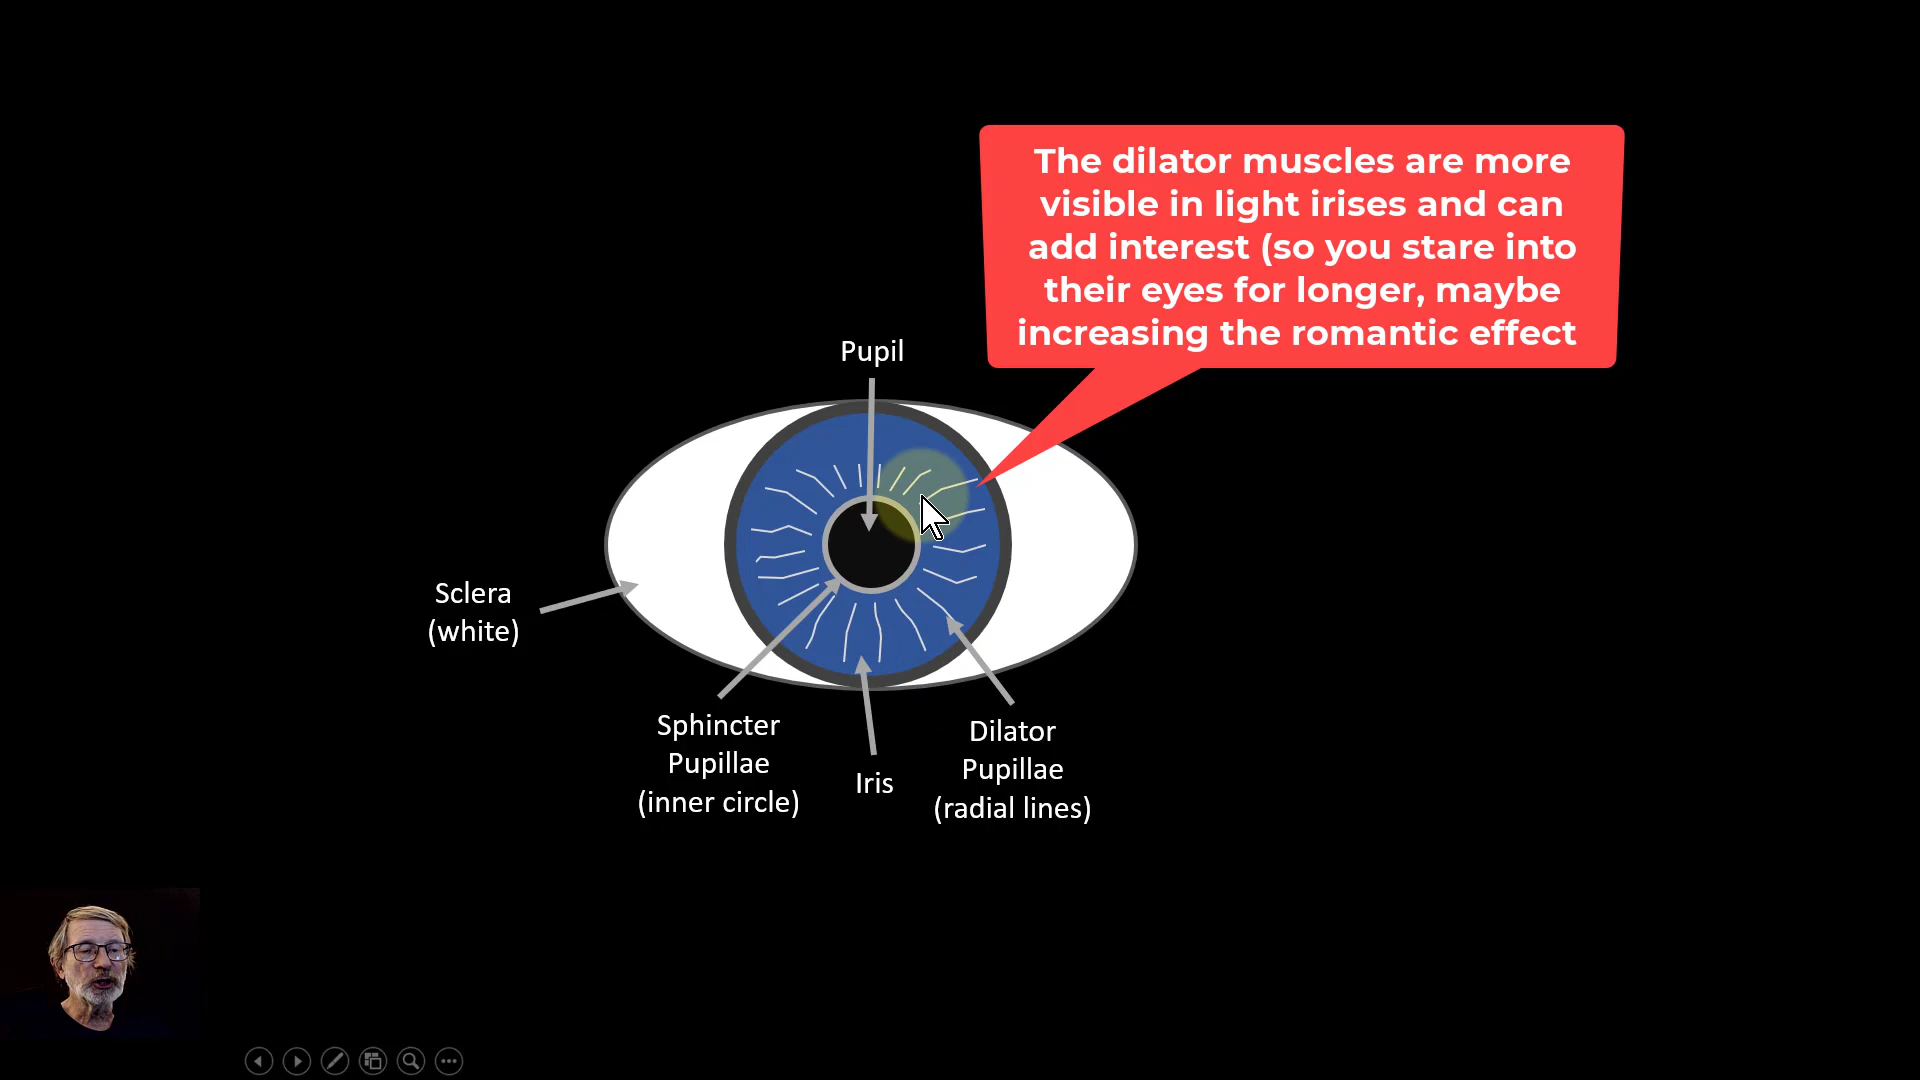 The dilator muscles are more
visible in light irises and can
add interest (so you stare into
their eyes for longer, maybe
increasing the romantic effect
Pupil
Sclera
(white)
Sphincter
Pupillae
(inner circle)
Iris
Dilator
Pupillae
(radial lines)